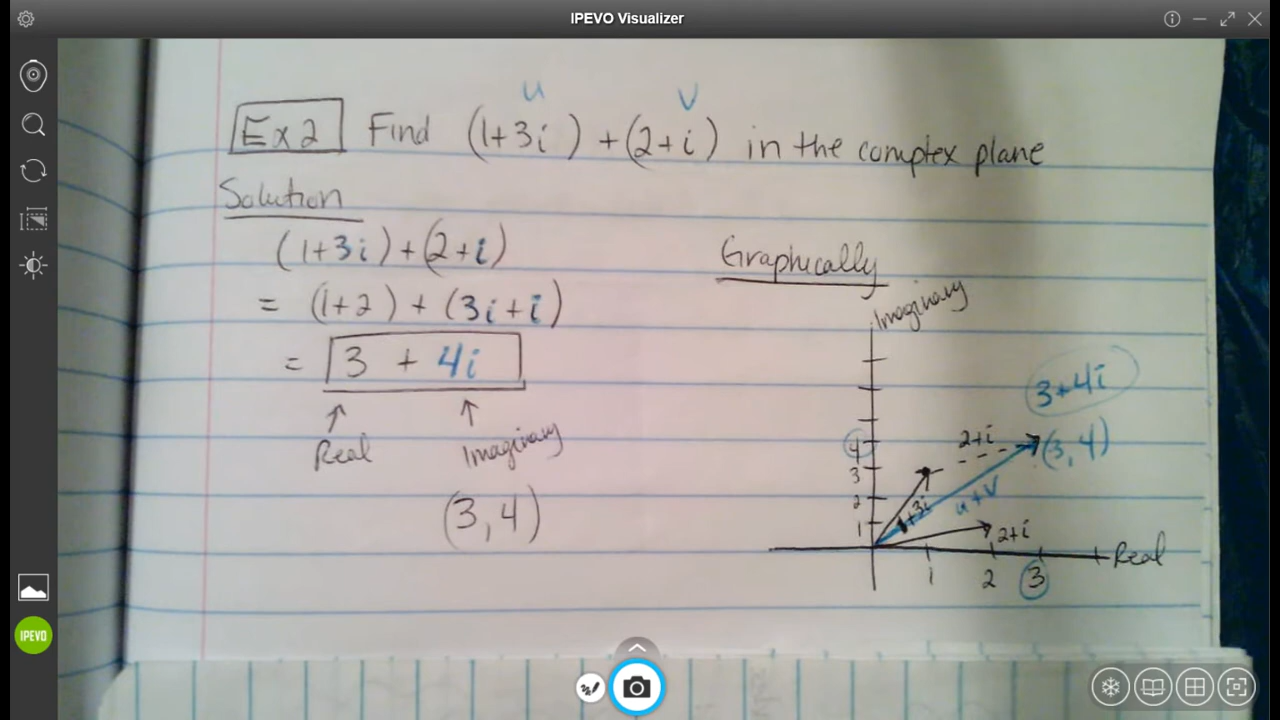 IPEVO Visualizer
u v
Ex 2 Find (1+3i) + (2+i) in the complex plane
Solution
(1+3i) + (2+i)
= (1+2) + (3i+i)
= 3 + 4i
Real Imaginary
(3,4)
Graphically
Imaginary
3+4i
2+i
(3,4)
4
3
2
1
1+3i
u+v
2+i
Real
1 2 3
IPEVO